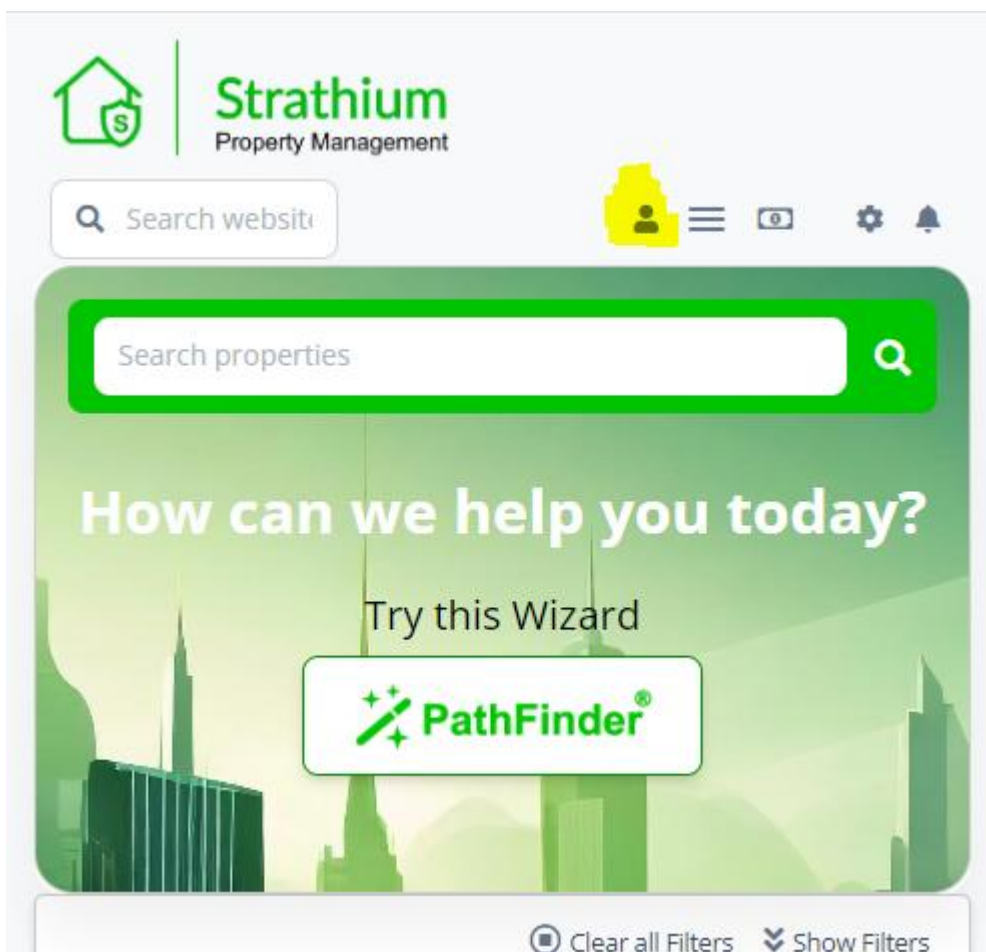 S
Strathium
Property Management
Search website
Search properties
How can we help you today?
Try this Wizard
PathFinder®
Clear all Filters Show Filters